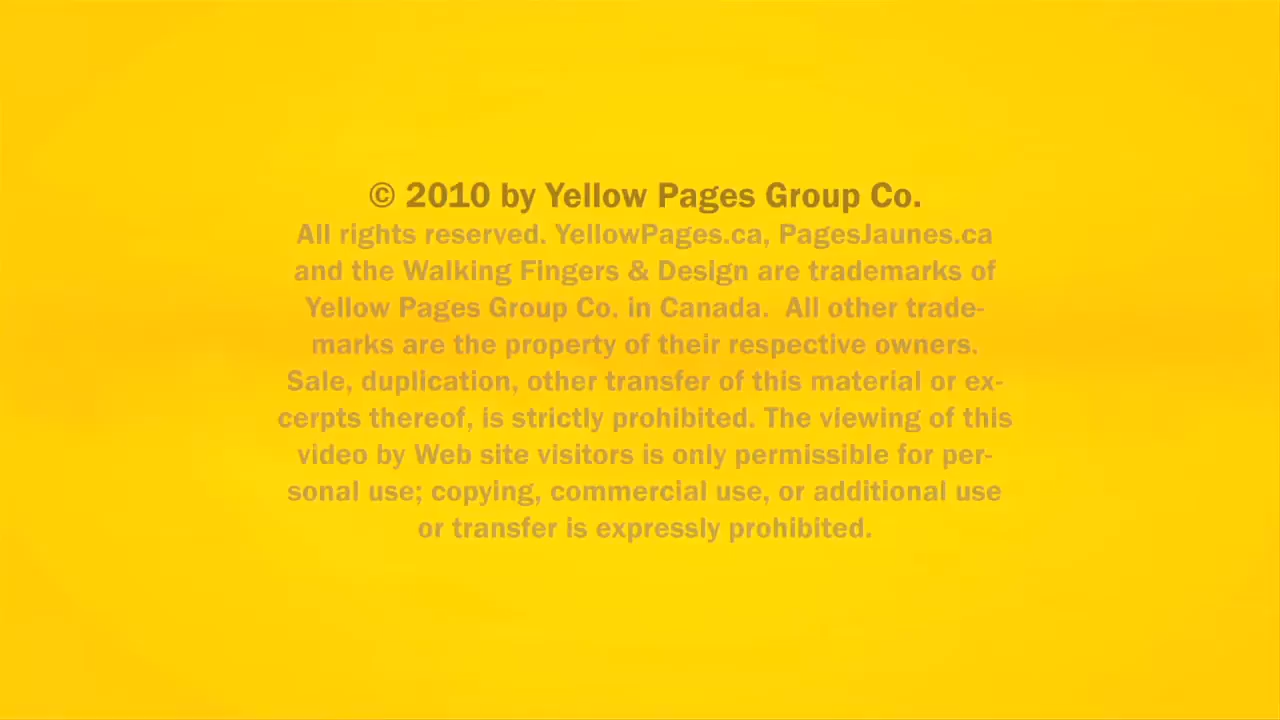 © 2010 by Yellow Pages Group Co.
All rights reserved. YellowPages.ca, PagesJaunes.ca
and the Walking Fingers & Design are trademarks of
Yellow Pages Group Co. in Canada.  All other trade-
marks are the property of their respective owners.
Sale, duplication, other transfer of this material or ex-
cerpts thereof, is strictly prohibited. The viewing of this
video by Web site visitors is only permissible for per-
sonal use; copying, commercial use, or additional use
or transfer is expressly prohibited.